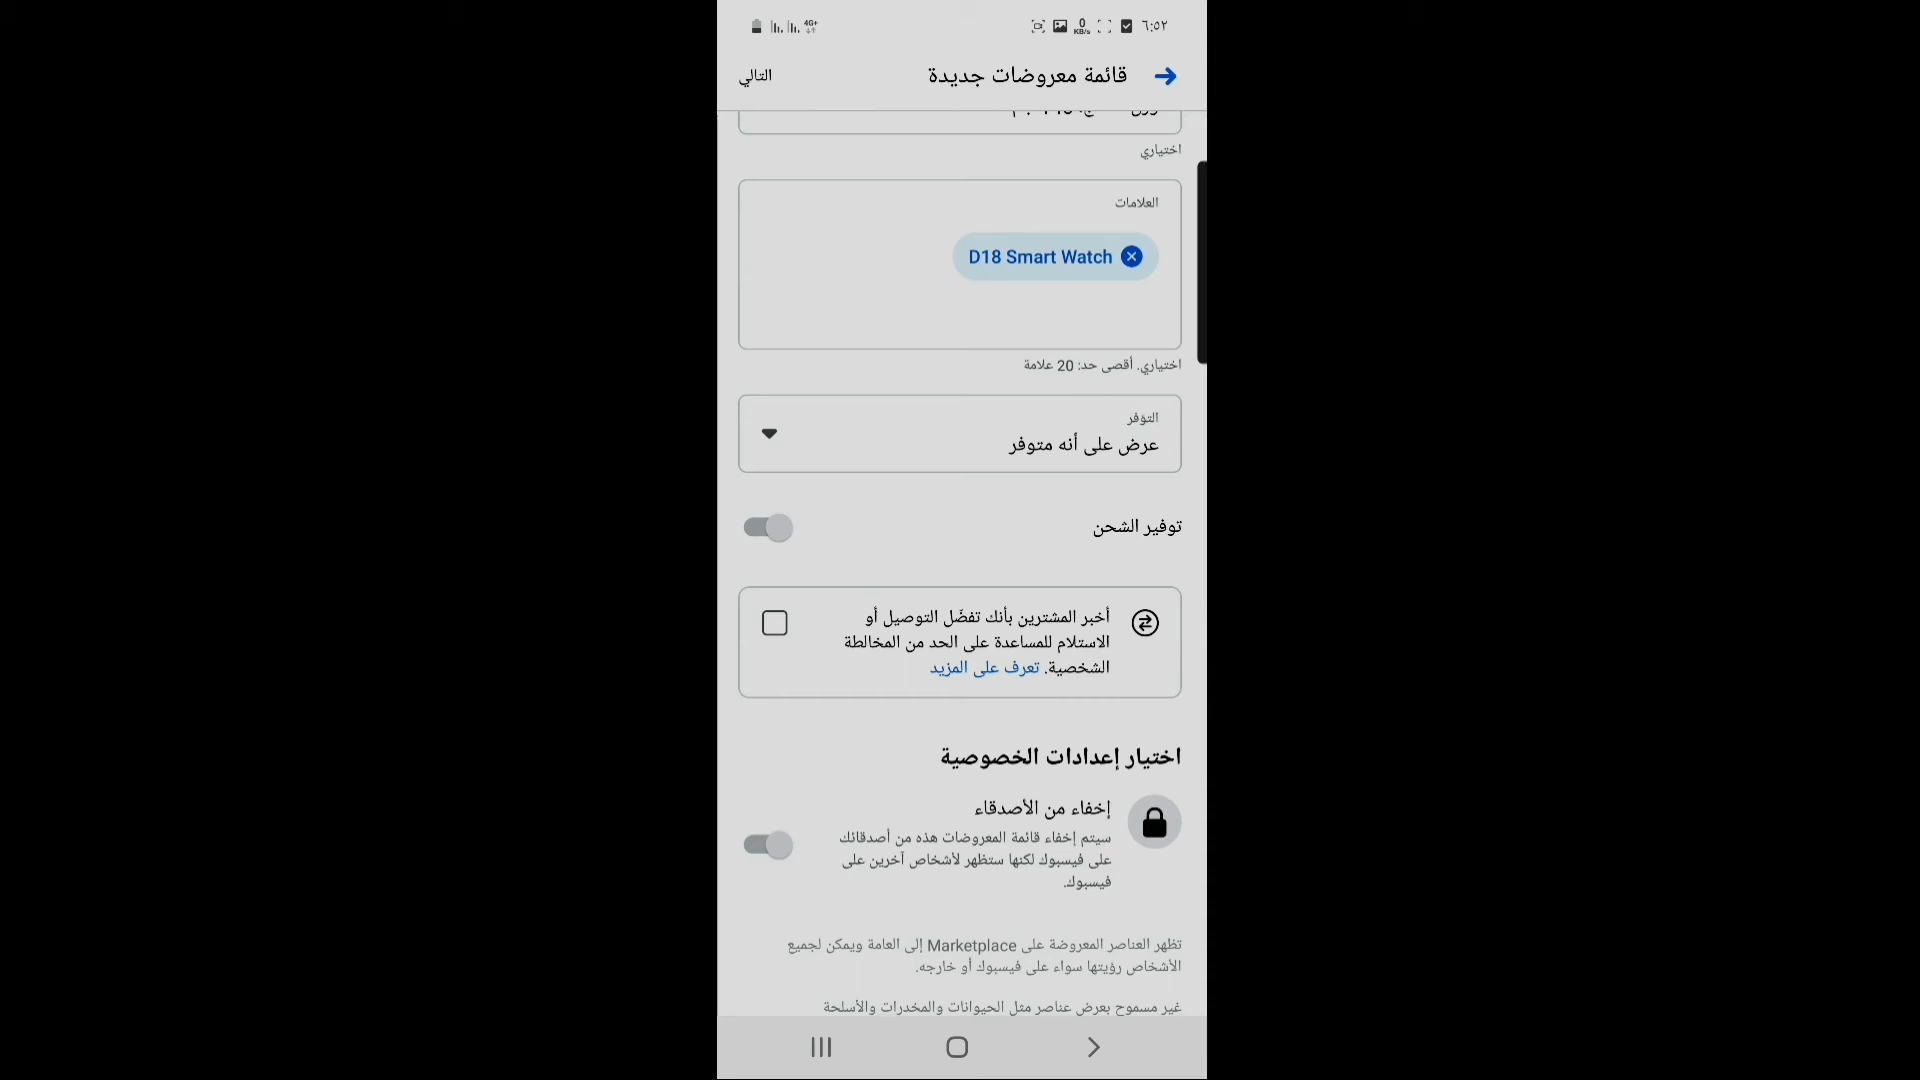 ٦:٥٢
0
KB/s
4G+
قائمة معروضات جديدة
التالي
اختياري
العلامات
D18 Smart Watch
اختياري. أقصى حد: 20 علامة
التوفر
عرض على أنه متوفر
توفير الشحن
أخبر المشترين بأنك تفضّل التوصيل أو
الاستلام للمساعدة على الحد من المخالطة
الشخصية. تعرف على المزيد
اختيار إعدادات الخصوصية
إخفاء من الأصدقاء
سيتم إخفاء قائمة المعروضات هذه من أصدقائك
على فيسبوك لكنها ستظهر لأشخاص آخرين على
فيسبوك.
تظهر العناصر المعروضة على Marketplace إلى العامة ويمكن لجميع
الأشخاص رؤيتها سواء على فيسبوك أو خارجه.
غير مسموح بعرض عناصر مثل الحيوانات والمخدرات والأسلحة